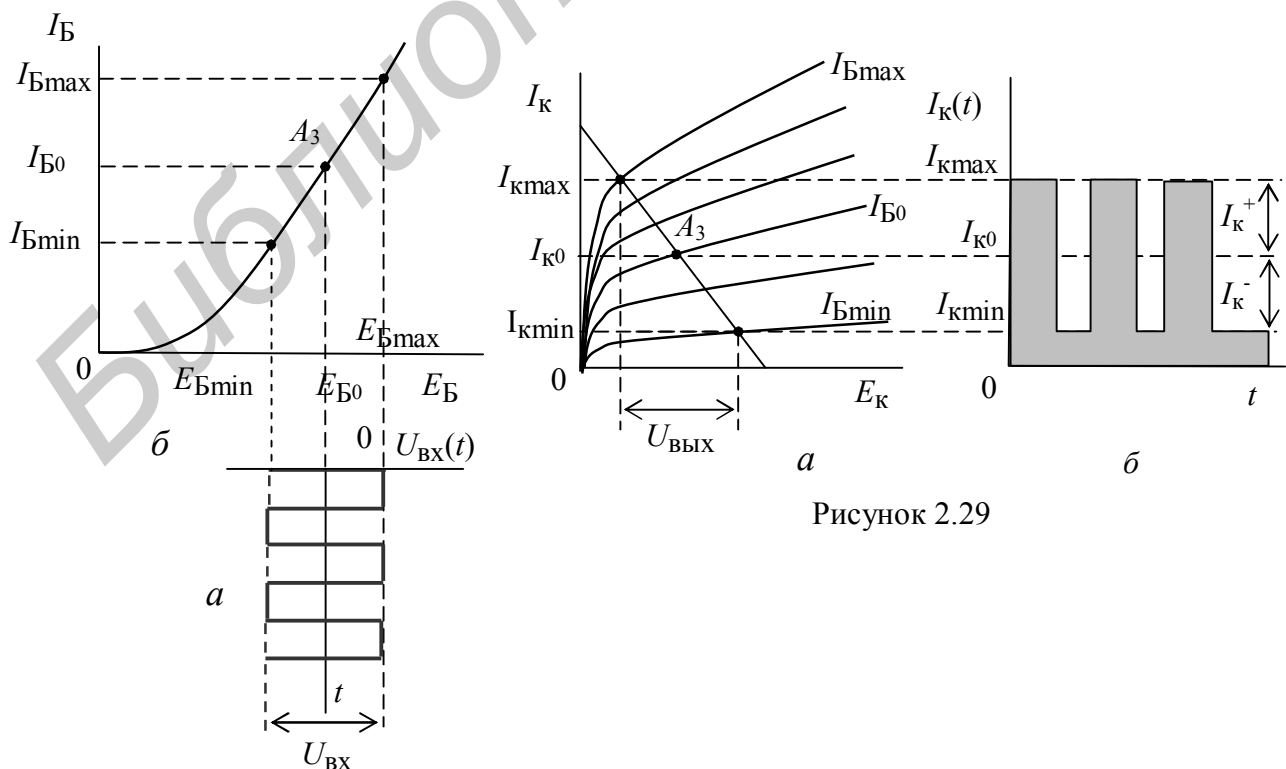 Библио
I_Б
I_Бmax
I_Б0
I_Бmin
A_3
0
E_Бmax
E_Бmin
E_Б0
E_Б
б
0
U_вх(t)
а
t
U_вх
I_к
I_кmax
I_к0
I_кmin
0
I_Бmax
I_Б0
A_3
I_Бmin
E_к
U_вых
а
I_к(t)
I_кmax
I_к0
I_кmin
0
I_к^+
I_к^-
t
б
Рисунок 2.29